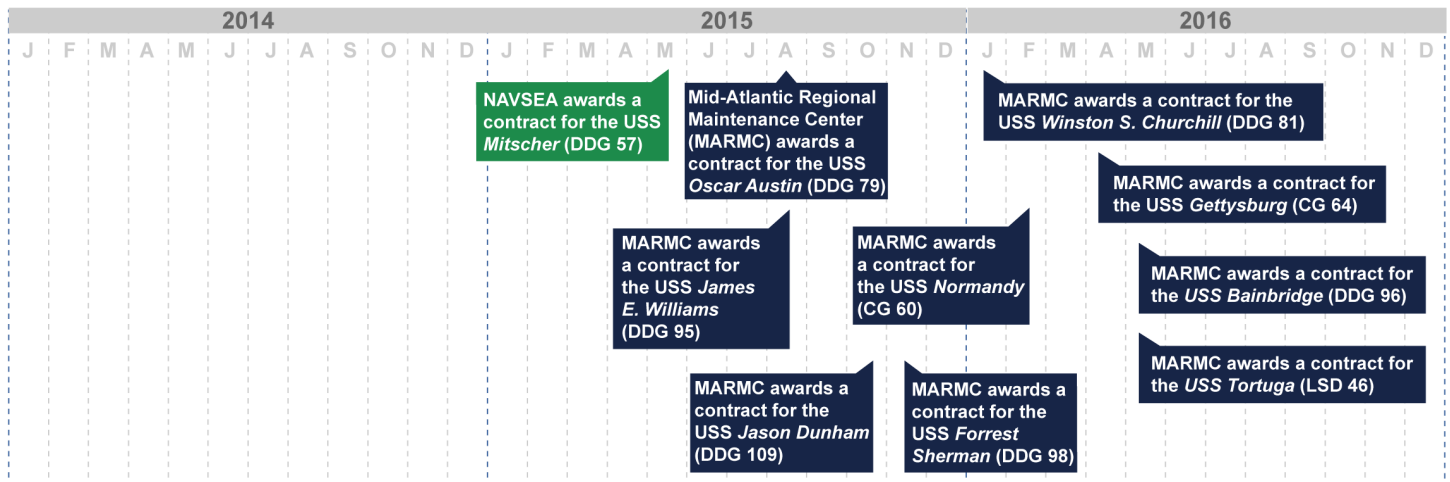 2014 2015 2016
J F M A M J J A S O N D J F M A M J J A S O N D J F M A M J J A S O N D
NAVSEA awards a
contract for the USS
Mitscher (DDG 57)
Mid-Atlantic Regional
Maintenance Center
(MARMC) awards a
contract for the USS
Oscar Austin (DDG 79)
MARMC awards a contract for the
USS Winston S. Churchill (DDG 81)
MARMC awards a contract for
the USS Gettysburg (CG 64)
MARMC awards
a contract for
the USS James
E. Williams
(DDG 95)
MARMC awards
a contract for
the USS Normandy
(CG 60)
MARMC awards a contract for
the USS Bainbridge (DDG 96)
MARMC awards a contract for
the USS Tortuga (LSD 46)
MARMC awards a
contract for the
USS Jason Dunham
(DDG 109)
MARMC awards a
contract for the
USS Forrest
Sherman (DDG 98)